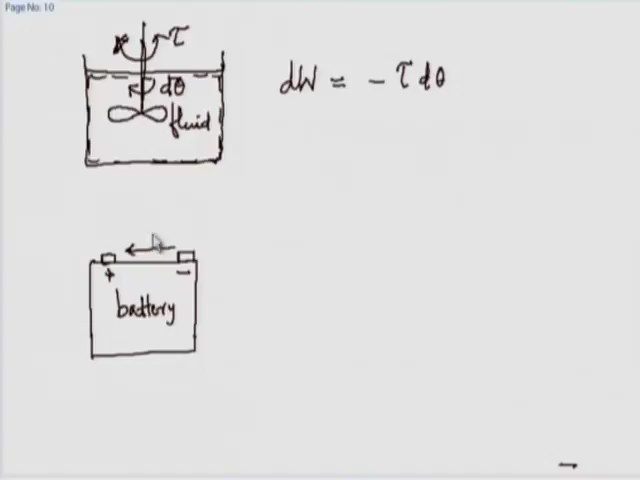 Page No: 10
τ
dW = - τ dθ
dθ
fluid
+ -
battery